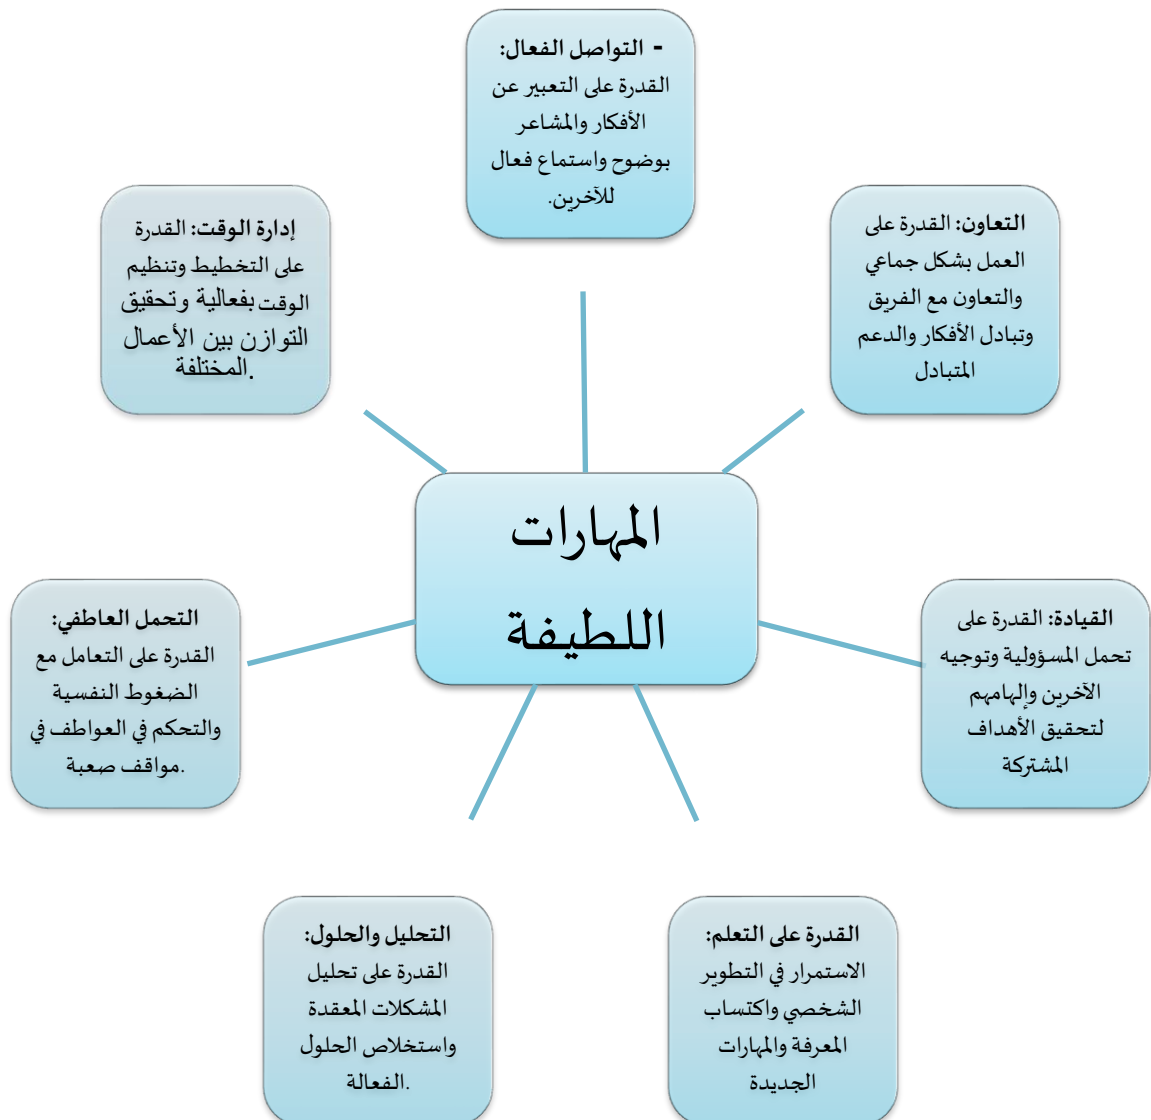 - التواصل الفعال:
القدرة على التعبير عن
الأفكار والمشاعر
بوضوح واستماع فعال
للآخرين.
التعاون: القدرة على
العمل بشكل جماعي
والتعاون مع الفريق
وتبادل الأفكار والدعم
المتبادل
إدارة الوقت: القدرة
على التخطيط وتنظيم
الوقت بفعالية وتحقيق
التوازن بين الأعمال
المختلفة.
المهارات
اللطيفة
القيادة: القدرة على
تحمل المسؤولية وتوجيه
الآخرين وإلهامهم
لتحقيق الأهداف
المشتركة
التحمل العاطفي:
القدرة على التعامل مع
الضغوط النفسية
والتحكم في العواطف في
مواقف صعبة.
القدرة على التعلم:
الاستمرار في التطوير
الشخصي واكتساب
المعرفة والمهارات
الجديدة
التحليل والحلول:
القدرة على تحليل
المشكلات المعقدة
واستخلاص الحلول
الفعالة.